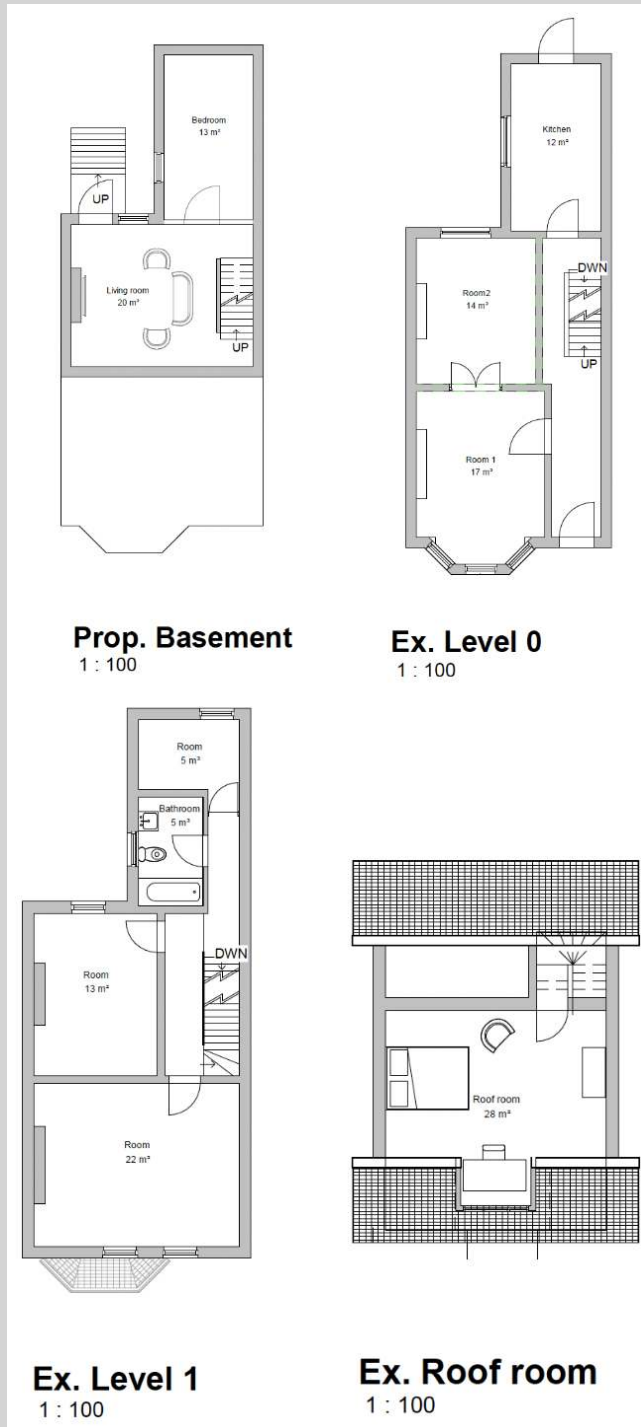 Bedroom
13 m²
UP
Living room
20 m²
UP
Prop. Basement
1 : 100
Kitchen
12 m²
DWN
Room2
14 m²
UP
Room 1
17 m²
Ex. Level 0
1 : 100
Room
5 m²
Bathroom
5 m²
DWN
Room
13 m²
Room
22 m²
Ex. Level 1
1 : 100
Roof room
28 m²
Ex. Roof room
1 : 100